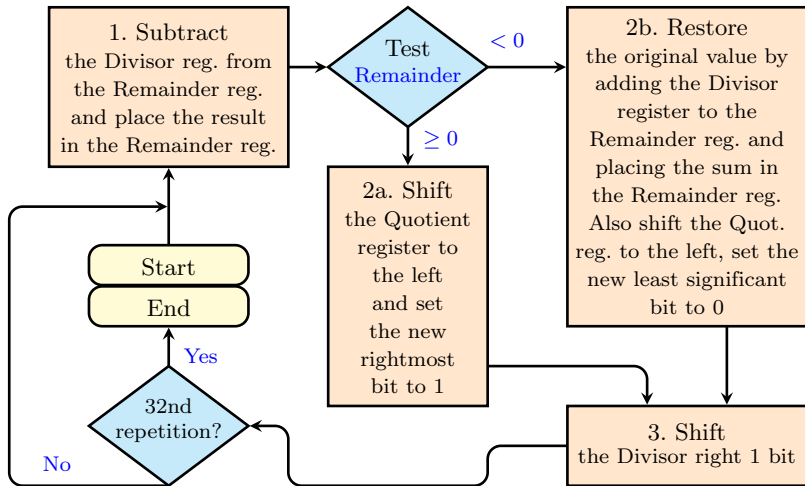 1. Subtract
the Divisor reg. from
the Remainder reg.
and place the result
in the Remainder reg.
Test
Remainder
< 0
≥ 0
2b. Restore
the original value by
adding the Divisor
register to the
Remainder reg. and
placing the sum in
the Remainder reg.
Also shift the Quot.
reg. to the left, set the
new least significant
bit to 0
2a. Shift
the Quotient
register to
the left
and set
the new
rightmost
bit to 1
Start
End
Yes
32nd
repetition?
No
3. Shift
the Divisor right 1 bit